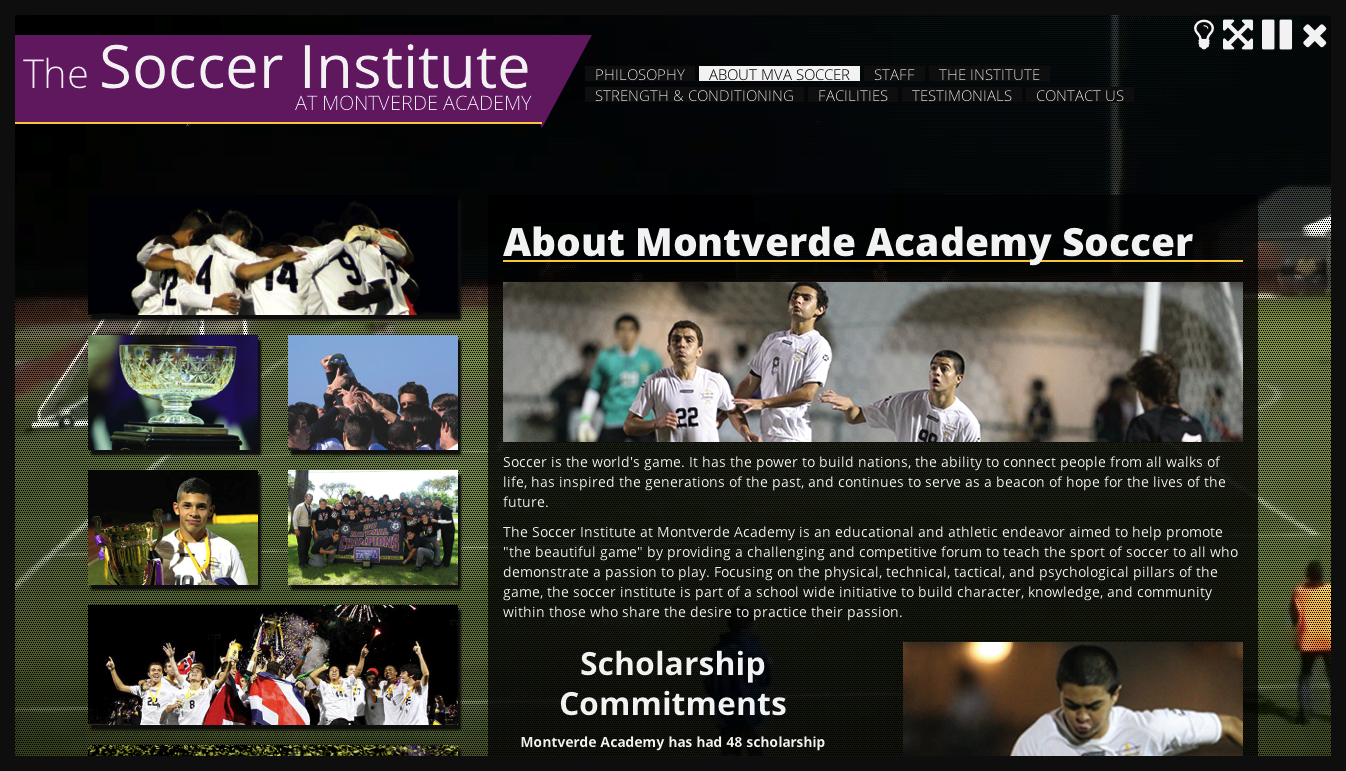 The Soccer Institute
AT MONTVERDE ACADEMY
PHILOSOPHY ABOUT MVA SOCCER STAFF THE INSTITUTE
STRENGTH & CONDITIONING FACILITIES TESTIMONIALS CONTACT US
4 14 9
About Montverde Academy Soccer
22 8
Soccer is the world's game. It has the power to build nations, the ability to connect people from all walks of
life, has inspired the generations of the past, and continues to serve as a beacon of hope for the lives of the
future.
The Soccer Institute at Montverde Academy is an educational and athletic endeavor aimed to help promote
"the beautiful game" by providing a challenging and competitive forum to teach the sport of soccer to all who
demonstrate a passion to play. Focusing on the physical, technical, tactical, and psychological pillars of the
game, the soccer institute is part of a school wide initiative to build character, knowledge, and community
within those who share the desire to practice their passion.
CHAMPIONS
Scholarship
Commitments
Montverde Academy has had 48 scholarship